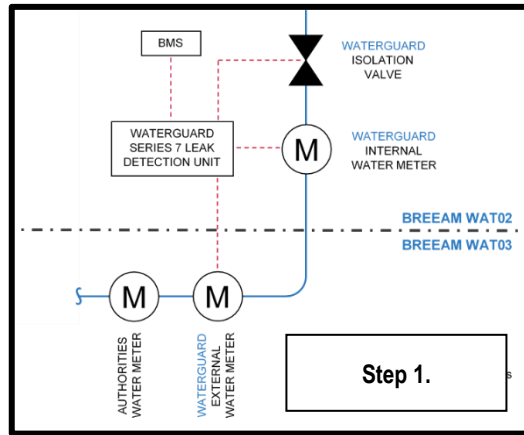 BMS
WATERGUARD
ISOLATION
VALVE
WATERGUARD
SERIES 7 LEAK
DETECTION UNIT
M
WATERGUARD
INTERNAL
WATER METER
BREEAM WAT02
BREEAM WAT03
M
M
AUTHORITIES
WATER METER
WATERGUARD
EXTERNAL
WATER METER
Step 1.
s